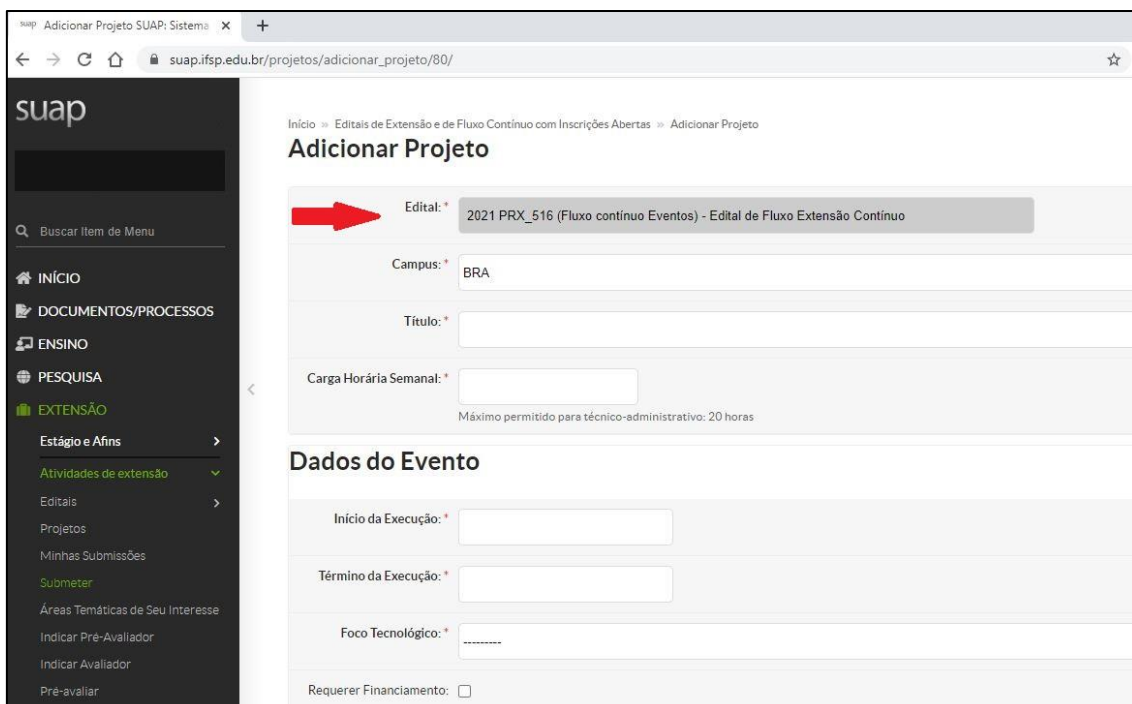 suap Adicionar Projeto SUAP: Sistema
suap.ifsp.edu.br/projetos/adicionar_projeto/80/
suap
Buscar Item de Menu
INÍCIO
DOCUMENTOS/PROCESSOS
ENSINO
PESQUISA
EXTENSÃO
Estágio e Afins
Atividades de extensão
Editais
Projetos
Minhas Submissões
Submeter
Áreas Temáticas de Seu Interesse
Indicar Pré-Avaliador
Indicar Avaliador
Pré-avaliar
Início » Editais de Extensão e de Fluxo Contínuo com Inscrições Abertas » Adicionar Projeto
Adicionar Projeto
Edital: * 2021 PRX_516 (Fluxo contínuo Eventos) - Edital de Fluxo Extensão Contínuo
Campus: * BRA
Título: *
Carga Horária Semanal: *
Máximo permitido para técnico-administrativo: 20 horas
Dados do Evento
Início da Execução: *
Término da Execução: *
Foco Tecnológico: * ---------
Requerer Financiamento: